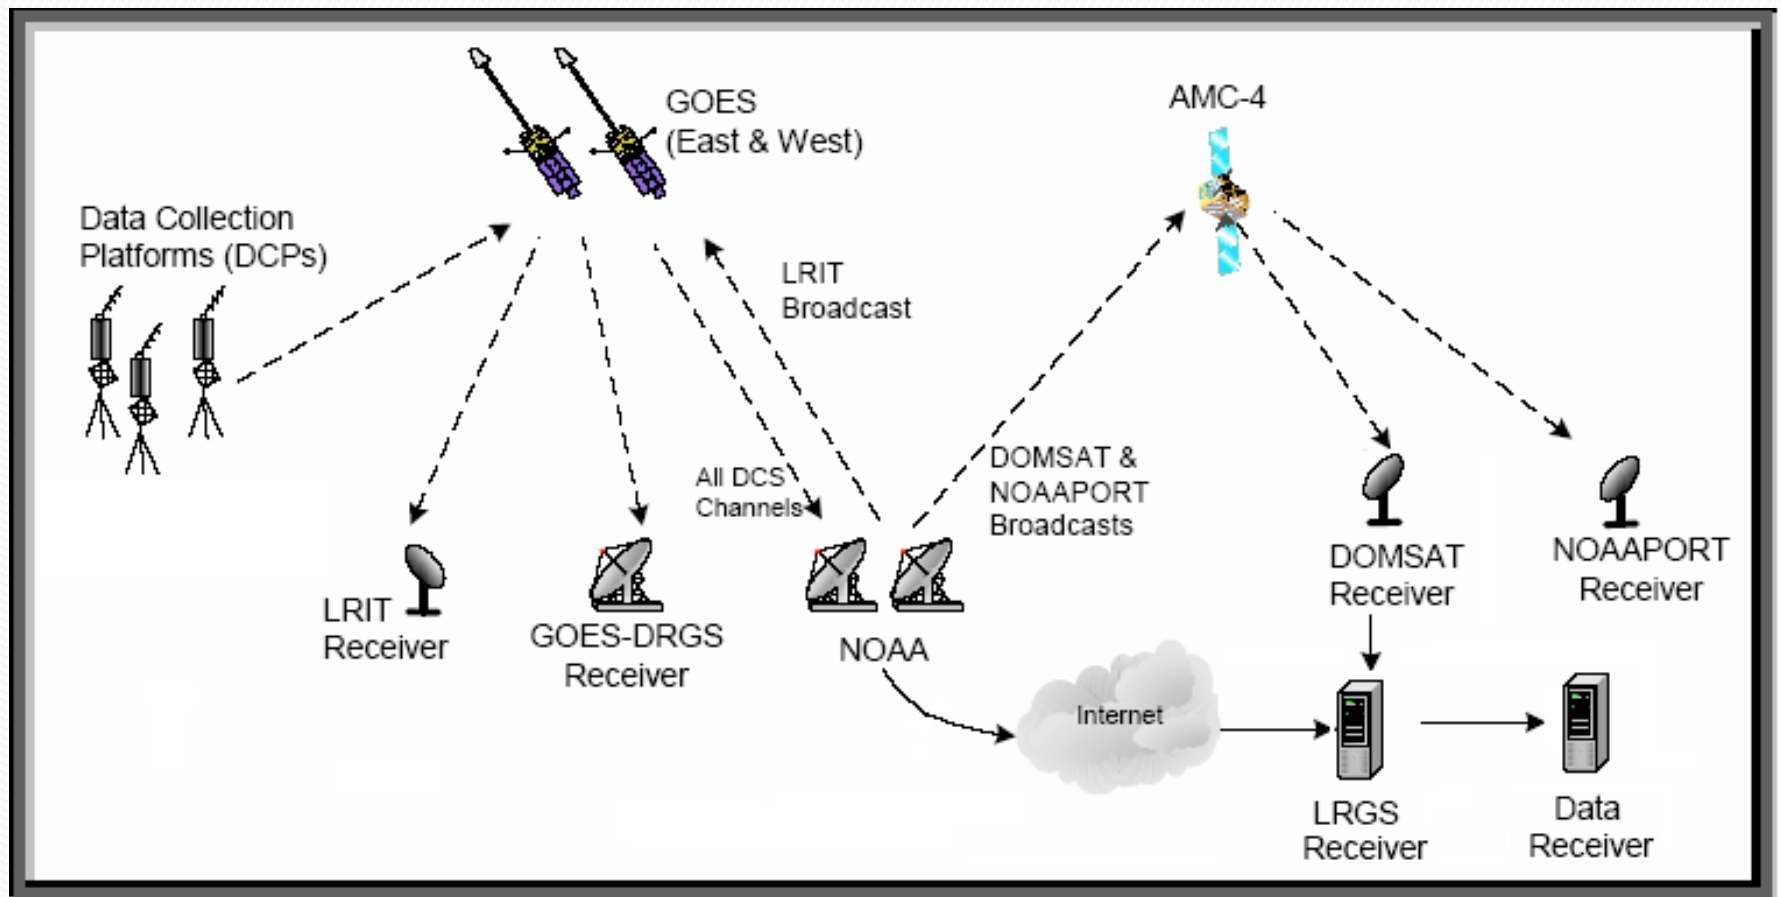 GOES
(East & West)
AMC-4
Data Collection
Platforms (DCPs)
LRIT
Broadcast
All DCS
Channels
DOMSAT &
NOAAPORT
Broadcasts
LRIT
Receiver
GOES-DRGS
Receiver
NOAA
DOMSAT
Receiver
NOAAPORT
Receiver
Internet
LRGS
Receiver
Data
Receiver